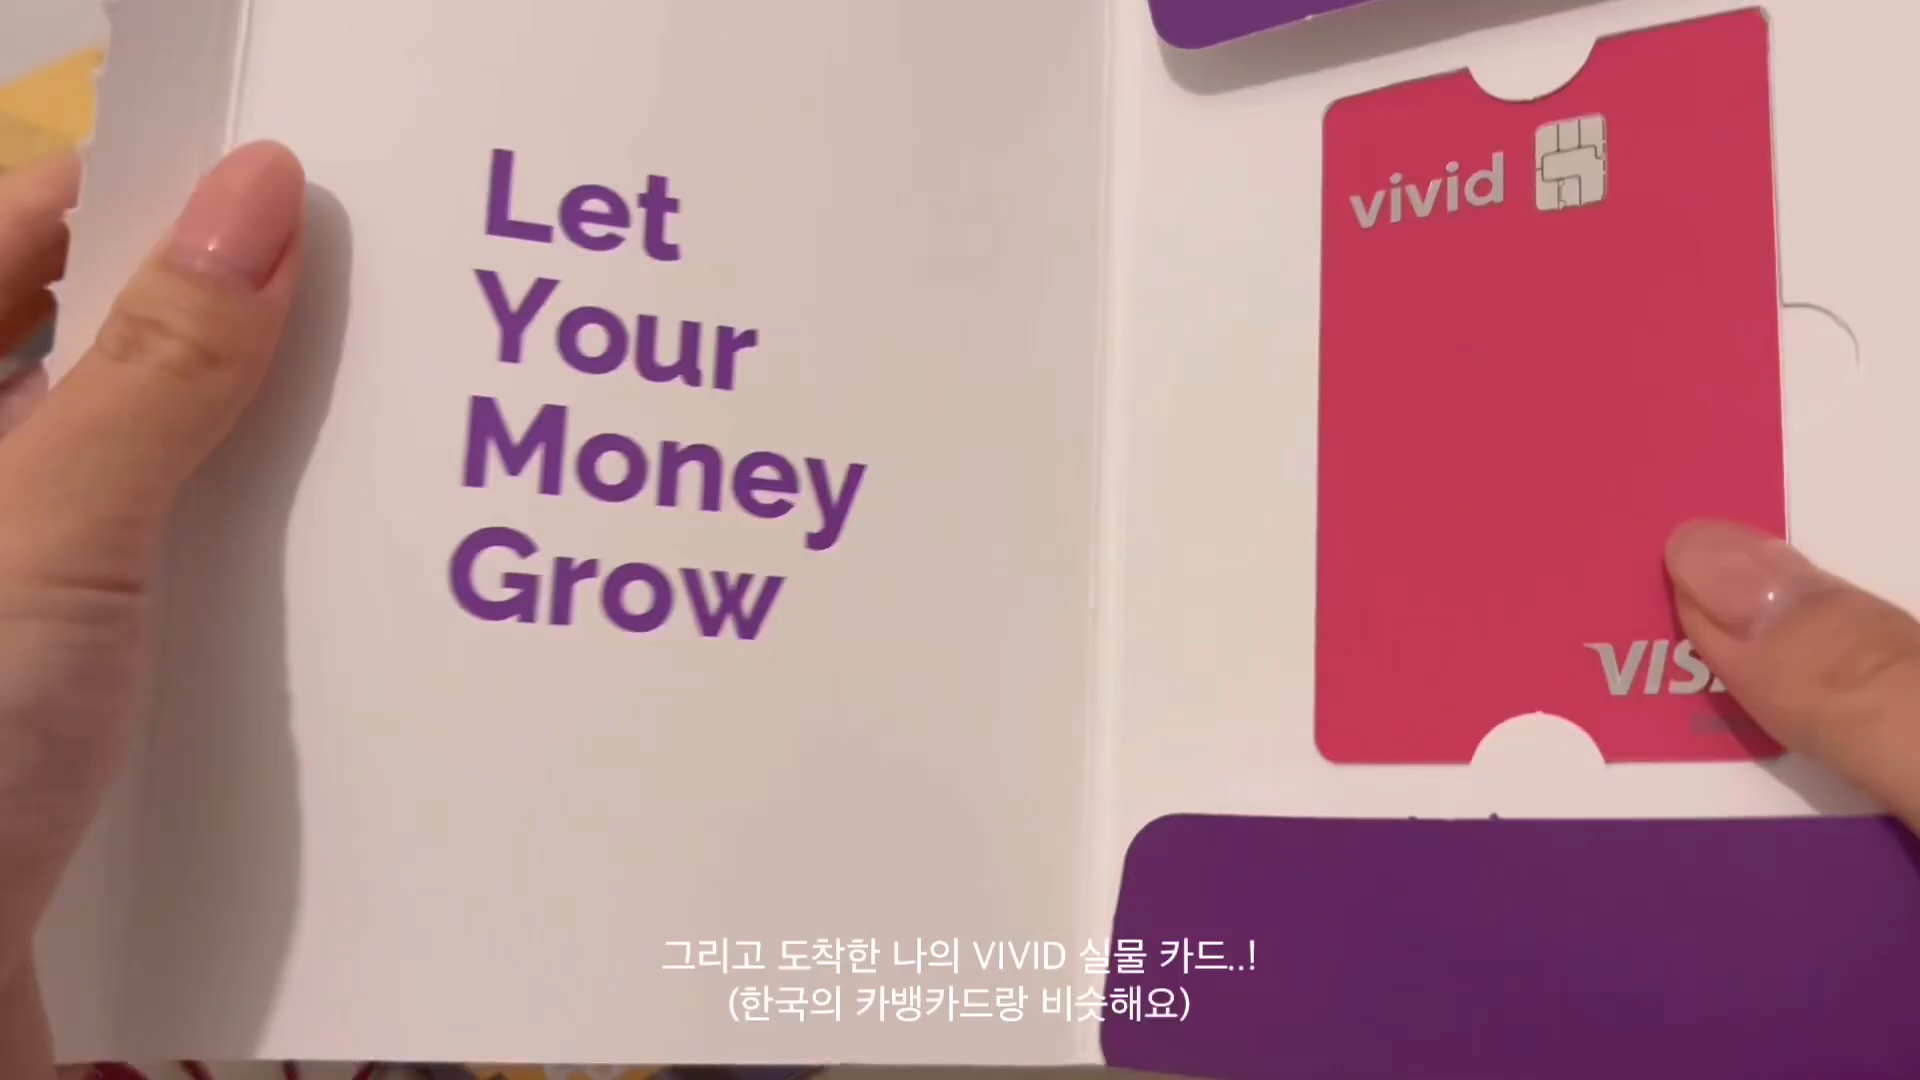 Let
Your
Money
Grow
vivid
그리고 도착한 나의 VIVID 실물 카드..!
(한국의 카뱅카드랑 비슷해요)